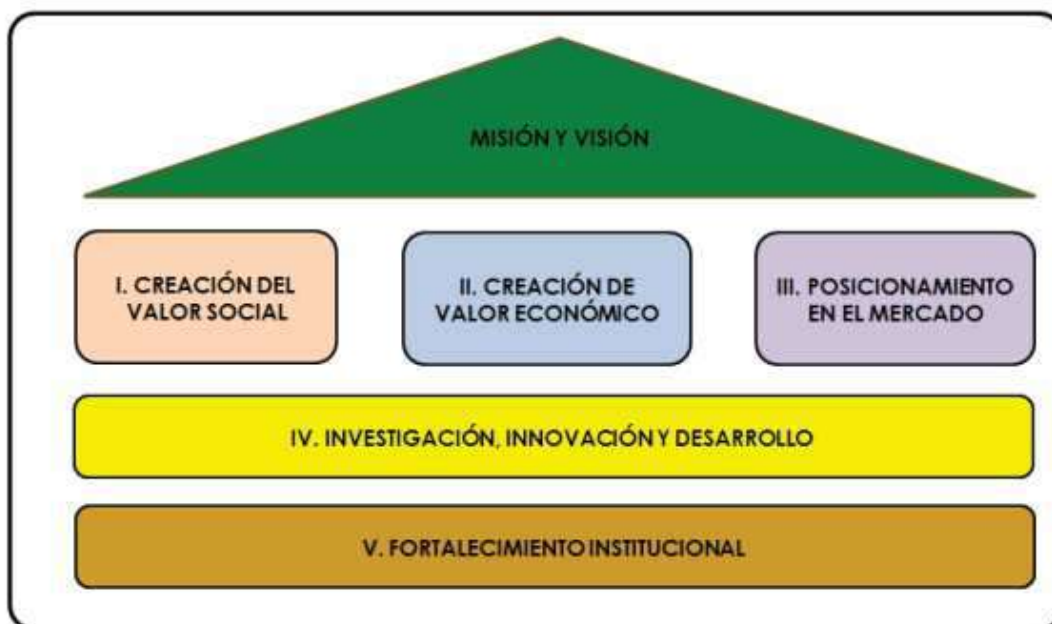 MISIÓN Y VISIÓN
I. CREACIÓN DEL
VALOR SOCIAL
II. CREACIÓN DE
VALOR ECONÓMICO
III. POSICIONAMIENTO
EN EL MERCADO
IV. INVESTIGACIÓN, INNOVACIÓN Y DESARROLLO
V. FORTALECIMIENTO INSTITUCIONAL